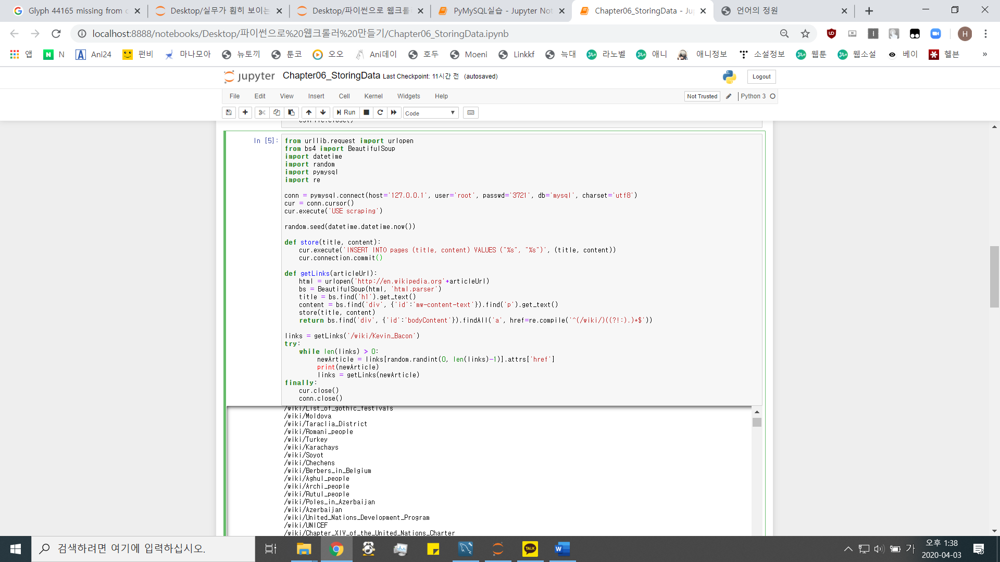 Glyph 44165 missing from c
Desktop/실무가 훤히 보이는
Desktop/파이썬으로 웹크롤
PyMySQL실습 - Jupyter Not
Chapter06_StoringData - Ju
언어의 정원
localhost:8888/notebooks/Desktop/파이썬으로%20웹크롤러%20만들기/Chapter06_StoringData.ipynb
H
앱 N Ani24 펀비 마나모아 뉴토끼 툰코 오오 Ani데이 호두 Moeni Linkkf 늑대 라노벨 애니 애니정보 소설정보 웹툰 웹소설 베이 헬븐 »
jupyter Chapter06_StoringData Last Checkpoint: 11시간 전 (autosaved)
Logout
File Edit View Insert Cell Kernel Widgets Help
Not Trusted Python 3
Run Code
In [5]:
from urllib.request import urlopen
from bs4 import BeautifulSoup
import datetime
import random
import pymysql
import re
conn = pymysql.connect(host='127.0.0.1', user='root', passwd='3721', db='mysql', charset='utf8')
cur = conn.cursor()
cur.execute('USE scraping')
random.seed(datetime.datetime.now())
def store(title, content):
cur.execute('INSERT INTO pages (title, content) VALUES ("%s", "%s")', (title, content))
cur.connection.commit()
def getLinks(articleUrl):
html = urlopen('http://en.wikipedia.org'+articleUrl)
bs = BeautifulSoup(html, 'html.parser')
title = bs.find('h1').get_text()
content = bs.find('div', {'id':'mw-content-text'}).find('p').get_text()
store(title, content)
return bs.find('div', {'id':'bodyContent'}).findAll('a', href=re.compile('^(/wiki/)((?!:).)*$'))
links = getLinks('/wiki/Kevin_Bacon')
try:
while len(links) > 0:
newArticle = links[random.randint(0, len(links)-1)].attrs['href']
print(newArticle)
links = getLinks(newArticle)
finally:
cur.close()
conn.close()
/wiki/List_of_gothic_festivals
/wiki/Moldova
/wiki/Taraclia_District
/wiki/Romani_people
/wiki/Turkey
/wiki/Karachays
/wiki/Soyot
/wiki/Chechens
/wiki/Berbers_in_Belgium
/wiki/Aghul_people
/wiki/Archi_people
/wiki/Rutul_people
/wiki/Poles_in_Azerbaijan
/wiki/Azerbaijan
/wiki/United_Nations_Development_Program
/wiki/UNICEF
/wiki/Chapter_XIV_of_the_United_Nations_Charter
검색하려면 여기에 입력하십시오.
TALK
W
가
오후 1:38
2020-04-03